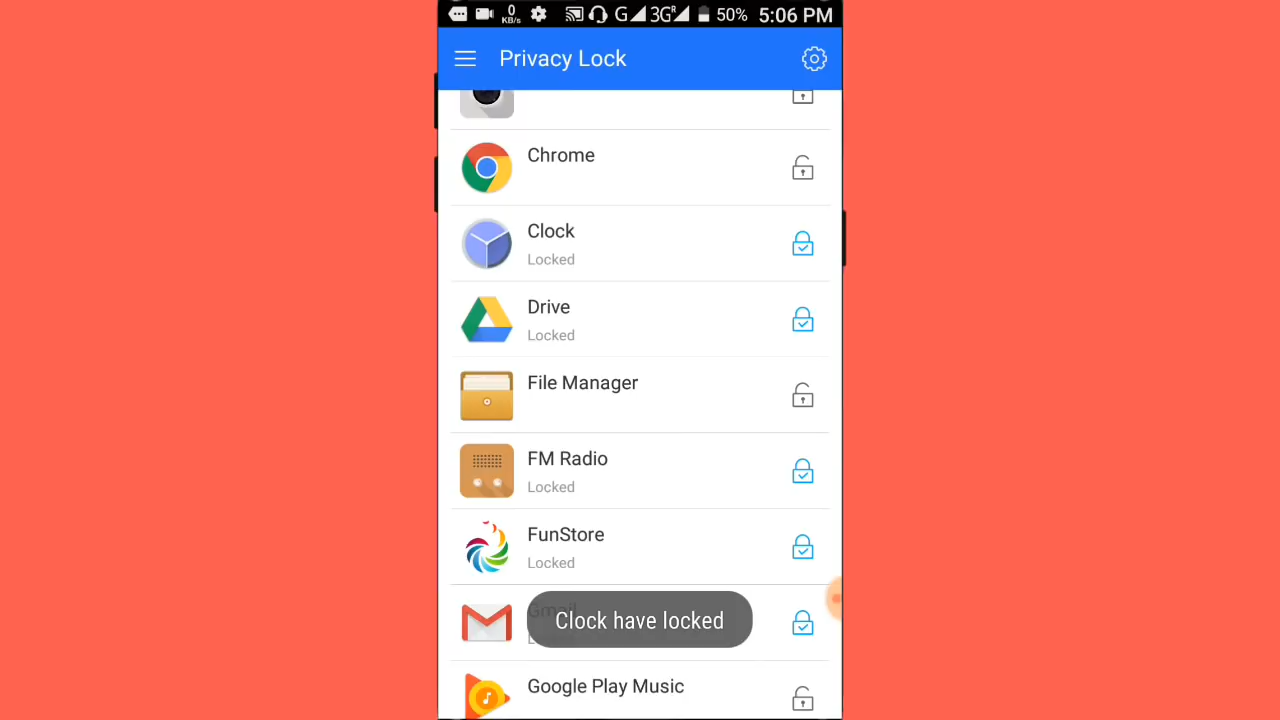 0 KB/s G 3G R 50% 5:06 PM
Privacy Lock
Chrome
Clock
Locked
Drive
Locked
File Manager
FM Radio
Locked
FunStore
Locked
Gmail
Clock have locked
Google Play Music